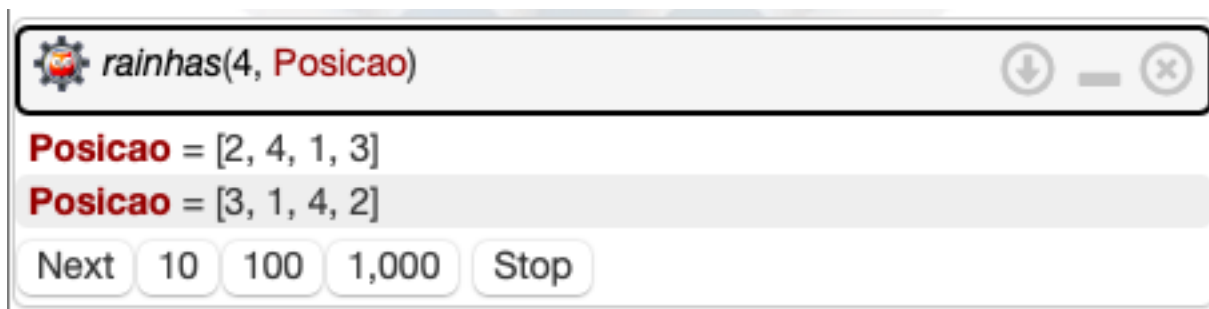 rainhas(4, Posicao)
Posicao = [2, 4, 1, 3]
Posicao = [3, 1, 4, 2]
Next 10 100 1,000 Stop